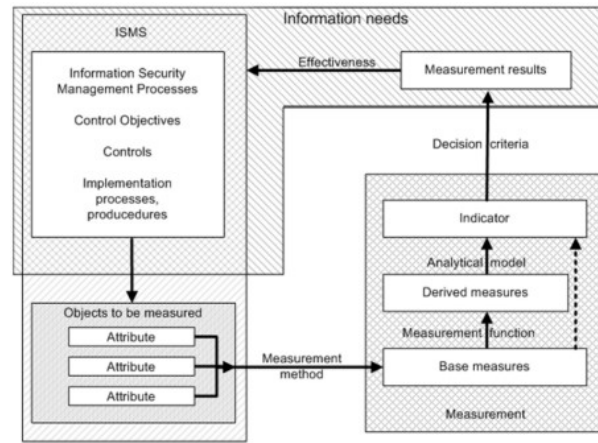 Information needs
ISMS
Information Security
Management Processes
Control Objectives
Controls
Implementation
processes,
producedures
Effectiveness
Measurement results
Decision criteria
Indicator
Analytical model
Derived measures
Measurement function
Base measures
Measurement
Objects to be measured
Attribute
Attribute
Attribute
Measurement
method